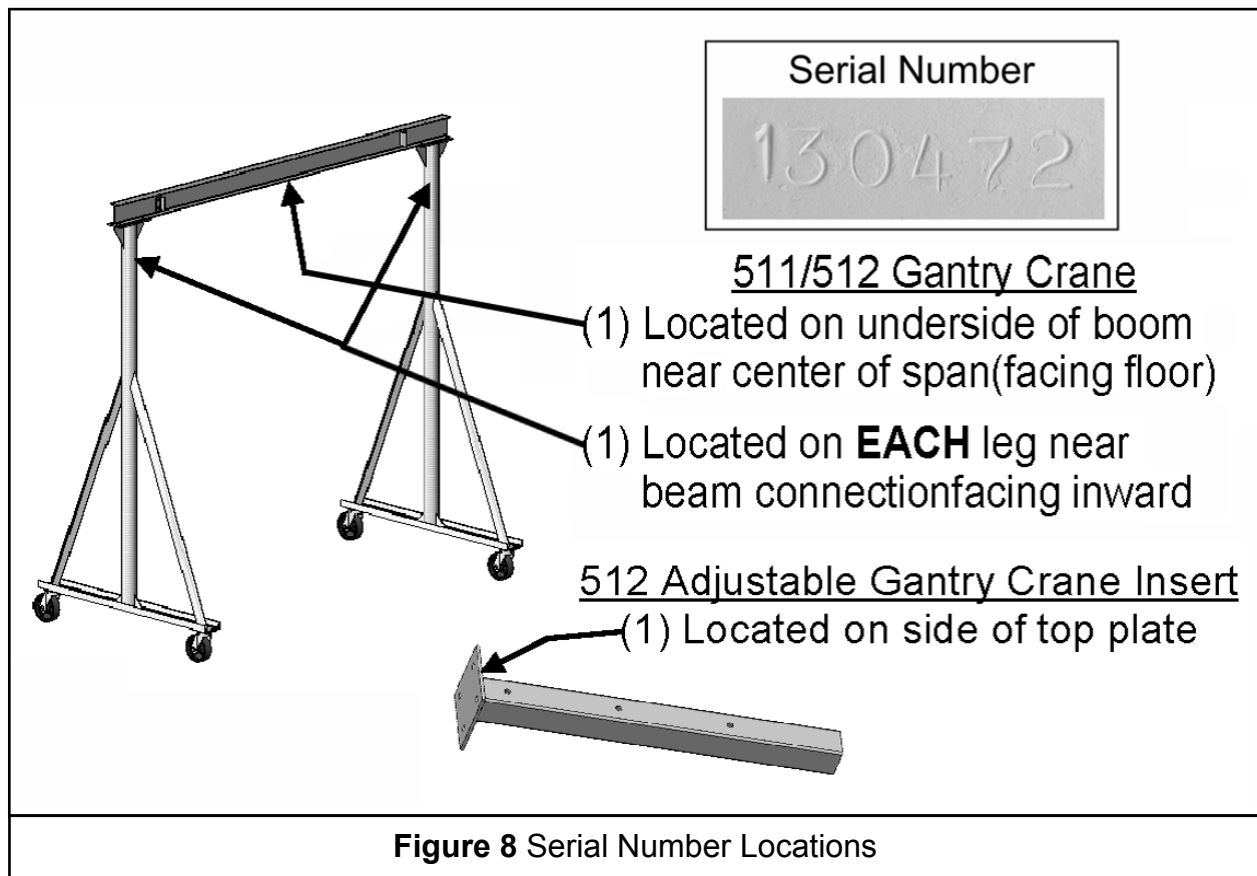 Serial Number
130472
511/512 Gantry Crane
(1) Located on underside of boom
near center of span(facing floor)
(1) Located on EACH leg near
beam connectionfacing inward
512 Adjustable Gantry Crane Insert
(1) Located on side of top plate
Figure 8 Serial Number Locations